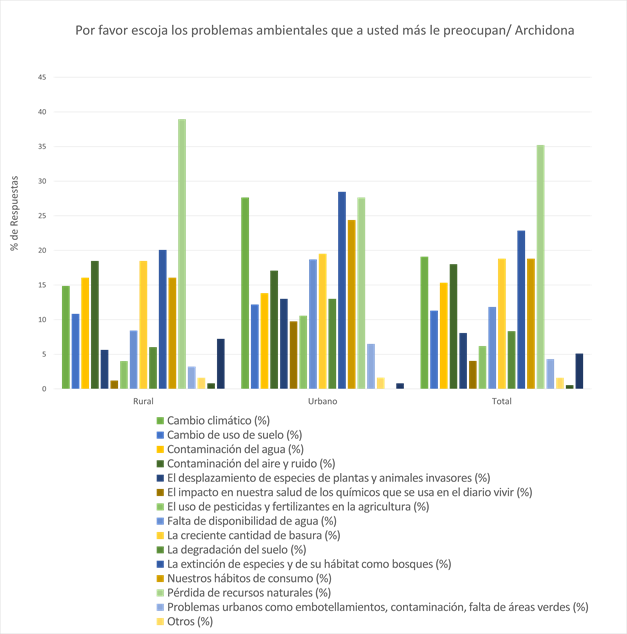 Por favor escoja los problemas ambientales que a usted más le preocupan/ Archidona
45
40
35
30
25
20
15
10
5
0
% de Respuestas
Rural
Urbano
Total
Cambio climático (%)
Cambio de uso de suelo (%)
Contaminación del agua (%)
Contaminación del aire y ruido (%)
El desplazamiento de especies de plantas y animales invasores (%)
El impacto en nuestra salud de los químicos que se usa en el diario vivir (%)
El uso de pesticidas y fertilizantes en la agricultura (%)
Falta de disponibilidad de agua (%)
La creciente cantidad de basura (%)
La degradación del suelo (%)
La extinción de especies y de su hábitat como bosques (%)
Nuestros hábitos de consumo (%)
Pérdida de recursos naturales (%)
Problemas urbanos como embotellamientos, contaminación, falta de áreas verdes (%)
Otros (%)